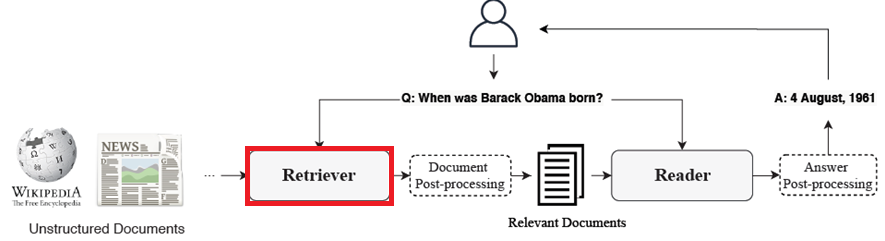 Q: When was Barack Obama born?
A: 4 August, 1961
NEWS
WIKIPEDIA
The Free Encyclopedia
...
Retriever
Document
Post-processing
Reader
Answer
Post-processing
Relevant Documents
Unstructured Documents